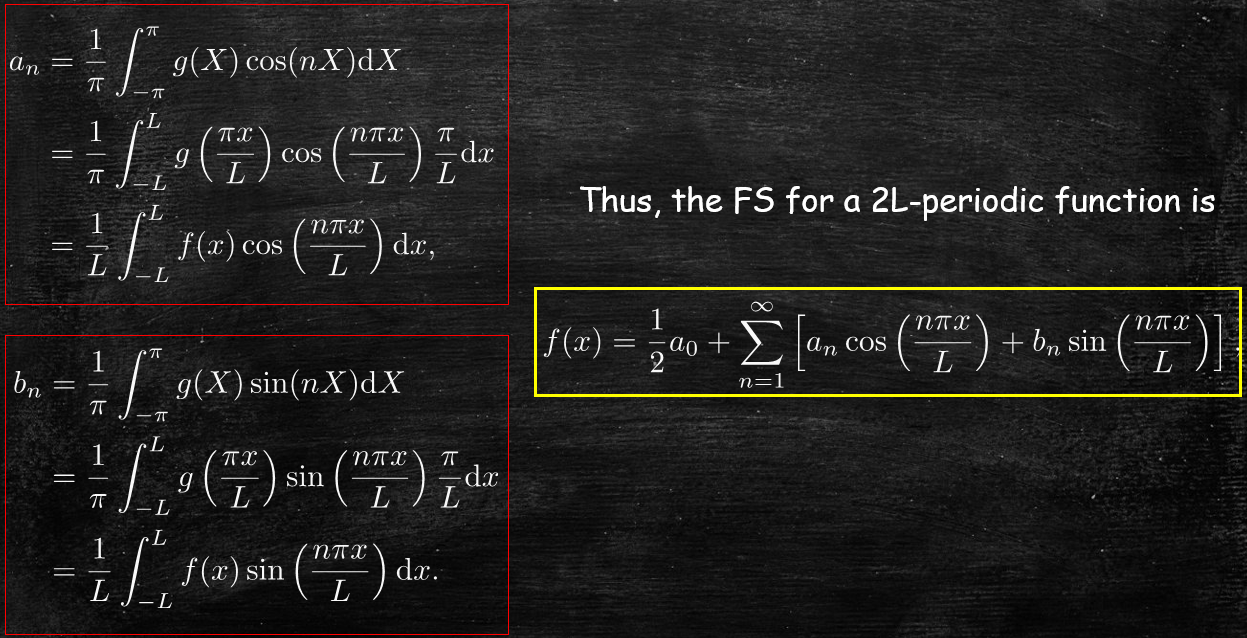 a_n = \frac{1}{\pi} \int_{-\pi}^{\pi} g(X) \cos(nX) \mathrm{d}X
= \frac{1}{\pi} \int_{-L}^{L} g\left(\frac{\pi x}{L}\right) \cos\left(\frac{n\pi x}{L}\right) \frac{\pi}{L} \mathrm{d}x
= \frac{1}{L} \int_{-L}^{L} f(x) \cos\left(\frac{n\pi x}{L}\right) \mathrm{d}x,
b_n = \frac{1}{\pi} \int_{-\pi}^{\pi} g(X) \sin(nX) \mathrm{d}X
= \frac{1}{\pi} \int_{-L}^{L} g\left(\frac{\pi x}{L}\right) \sin\left(\frac{n\pi x}{L}\right) \frac{\pi}{L} \mathrm{d}x
= \frac{1}{L} \int_{-L}^{L} f(x) \sin\left(\frac{n\pi x}{L}\right) \mathrm{d}x.
Thus, the FS for a 2L-periodic function is
f(x) = \frac{1}{2} a_0 + \sum_{n=1}^{\infty} \left[ a_n \cos\left(\frac{n\pi x}{L}\right) + b_n \sin\left(\frac{n\pi x}{L}\right) \right],